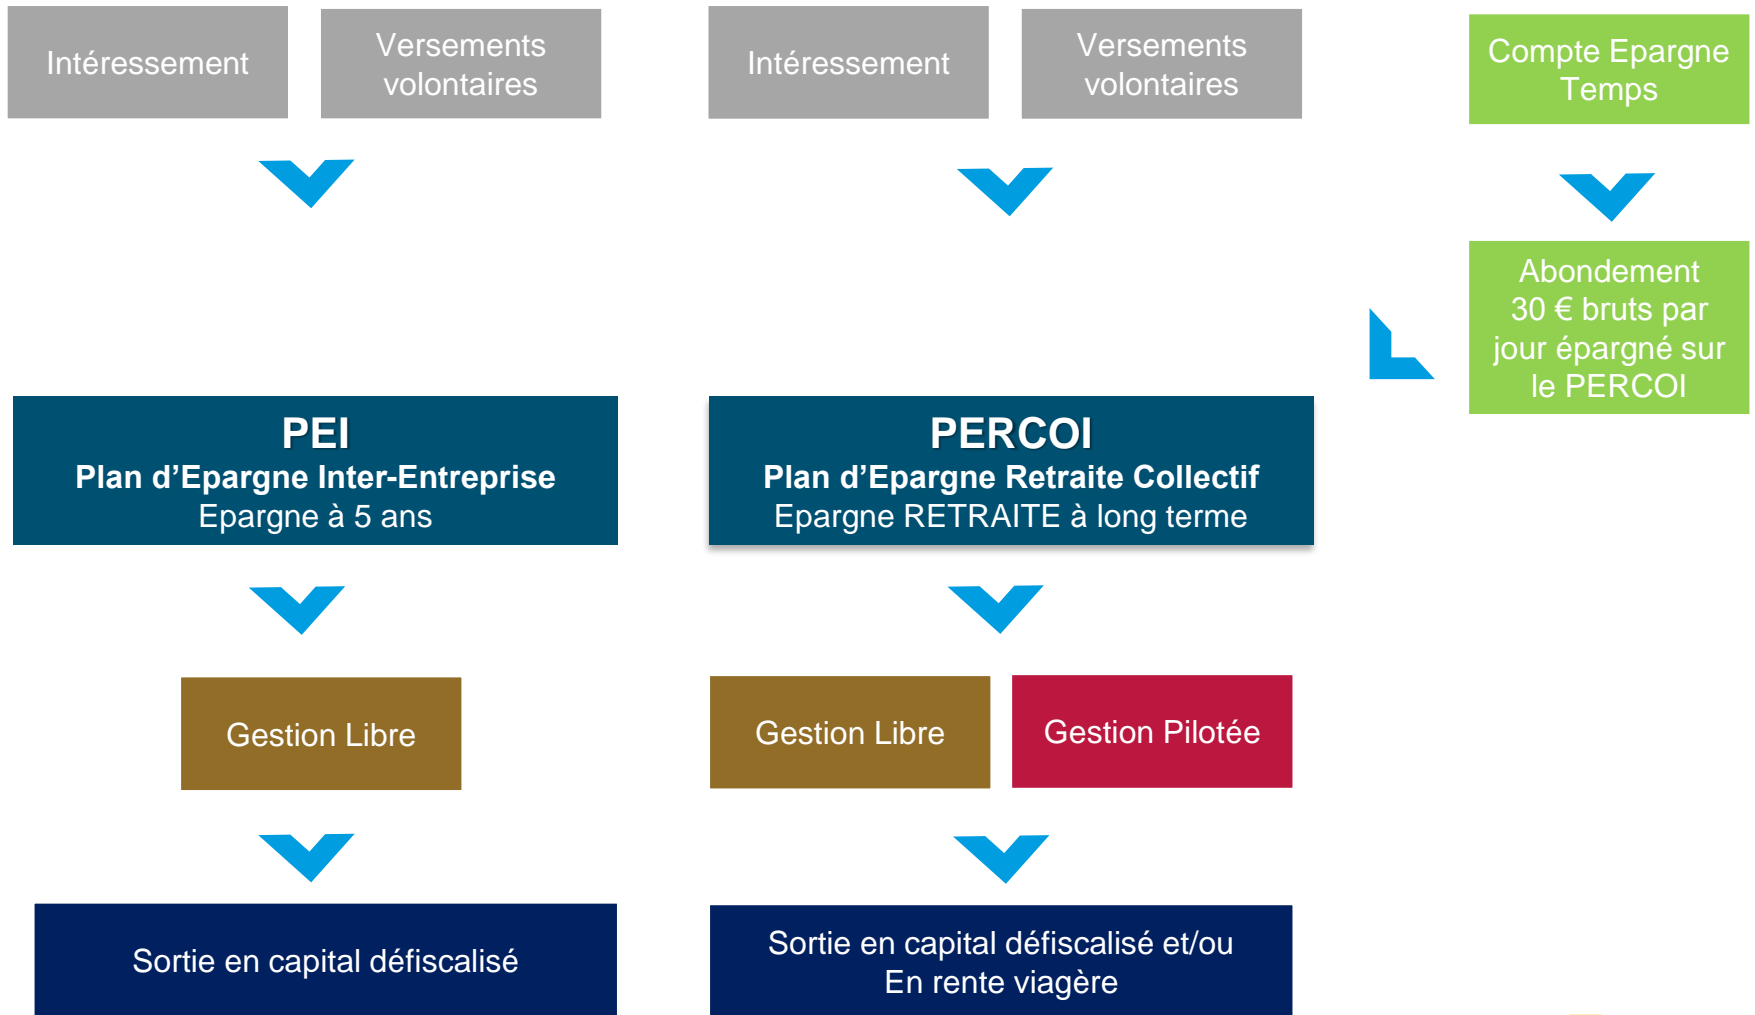 Intéressement
Versements
volontaires
Intéressement
Versements
volontaires
Compte Epargne
Temps
Abondement
30 € bruts par
jour épargné sur
le PERCOI
PEI
Plan d'Epargne Inter-Entreprise
Epargne à 5 ans
PERCOI
Plan d'Epargne Retraite Collectif
Epargne RETRAITE à long terme
Gestion Libre
Gestion Libre
Gestion Pilotée
Sortie en capital défiscalisé
Sortie en capital défiscalisé et/ou
En rente viagère